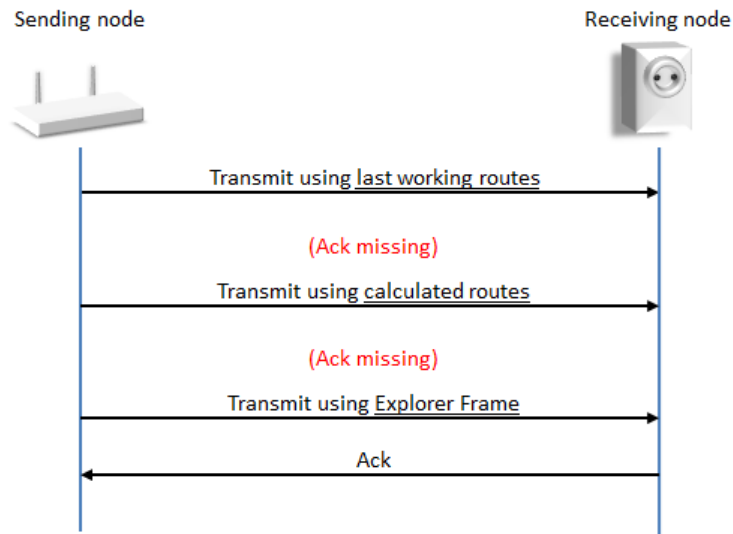 Sending node
Receiving node
Transmit using last working routes
(Ack missing)
Transmit using calculated routes
(Ack missing)
Transmit using Explorer Frame
Ack